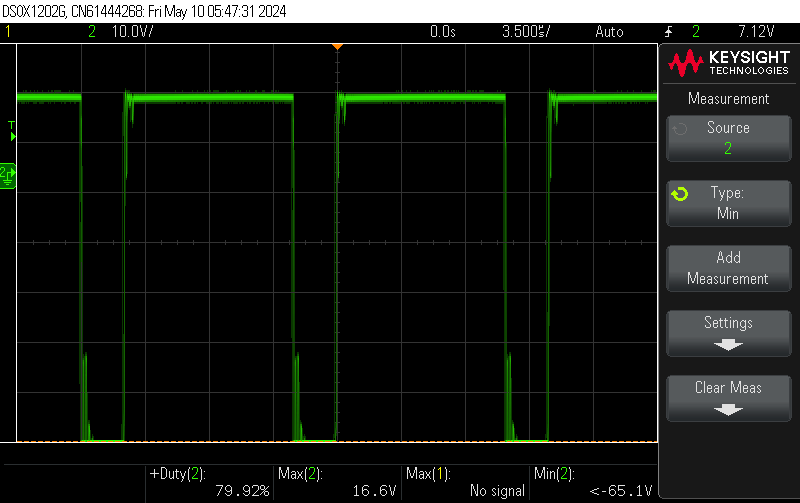 DSOX1202G, CN61444268: Fri May 10 05:47:31 2024
1 2 10.0V/ 0.0s 3.500µs/ Auto 2 7.12V
KEYSIGHT
TECHNOLOGIES
Measurement
Source
2
Type:
Min
Add
Measurement
Settings
Clear Meas
T
2
+Duty(2): Max(2): Max(1): Min(2):
79.92% 16.6V No signal <-65.1V